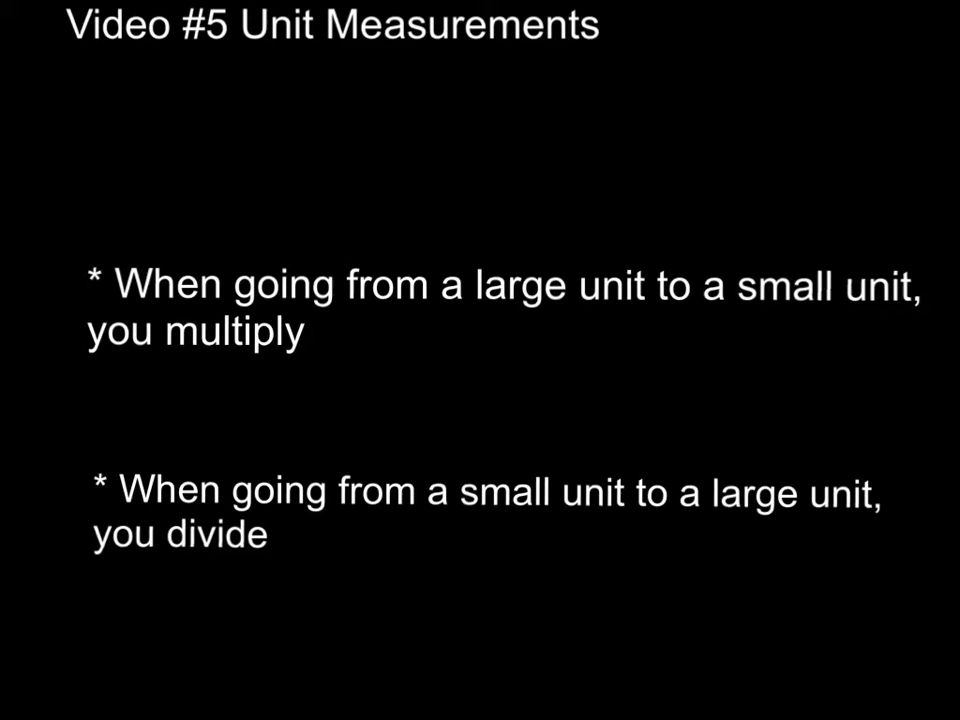 Video #5 Unit Measurements
* When going from a large unit to a small unit,
you multiply
* When going from a small unit to a large unit,
you divide